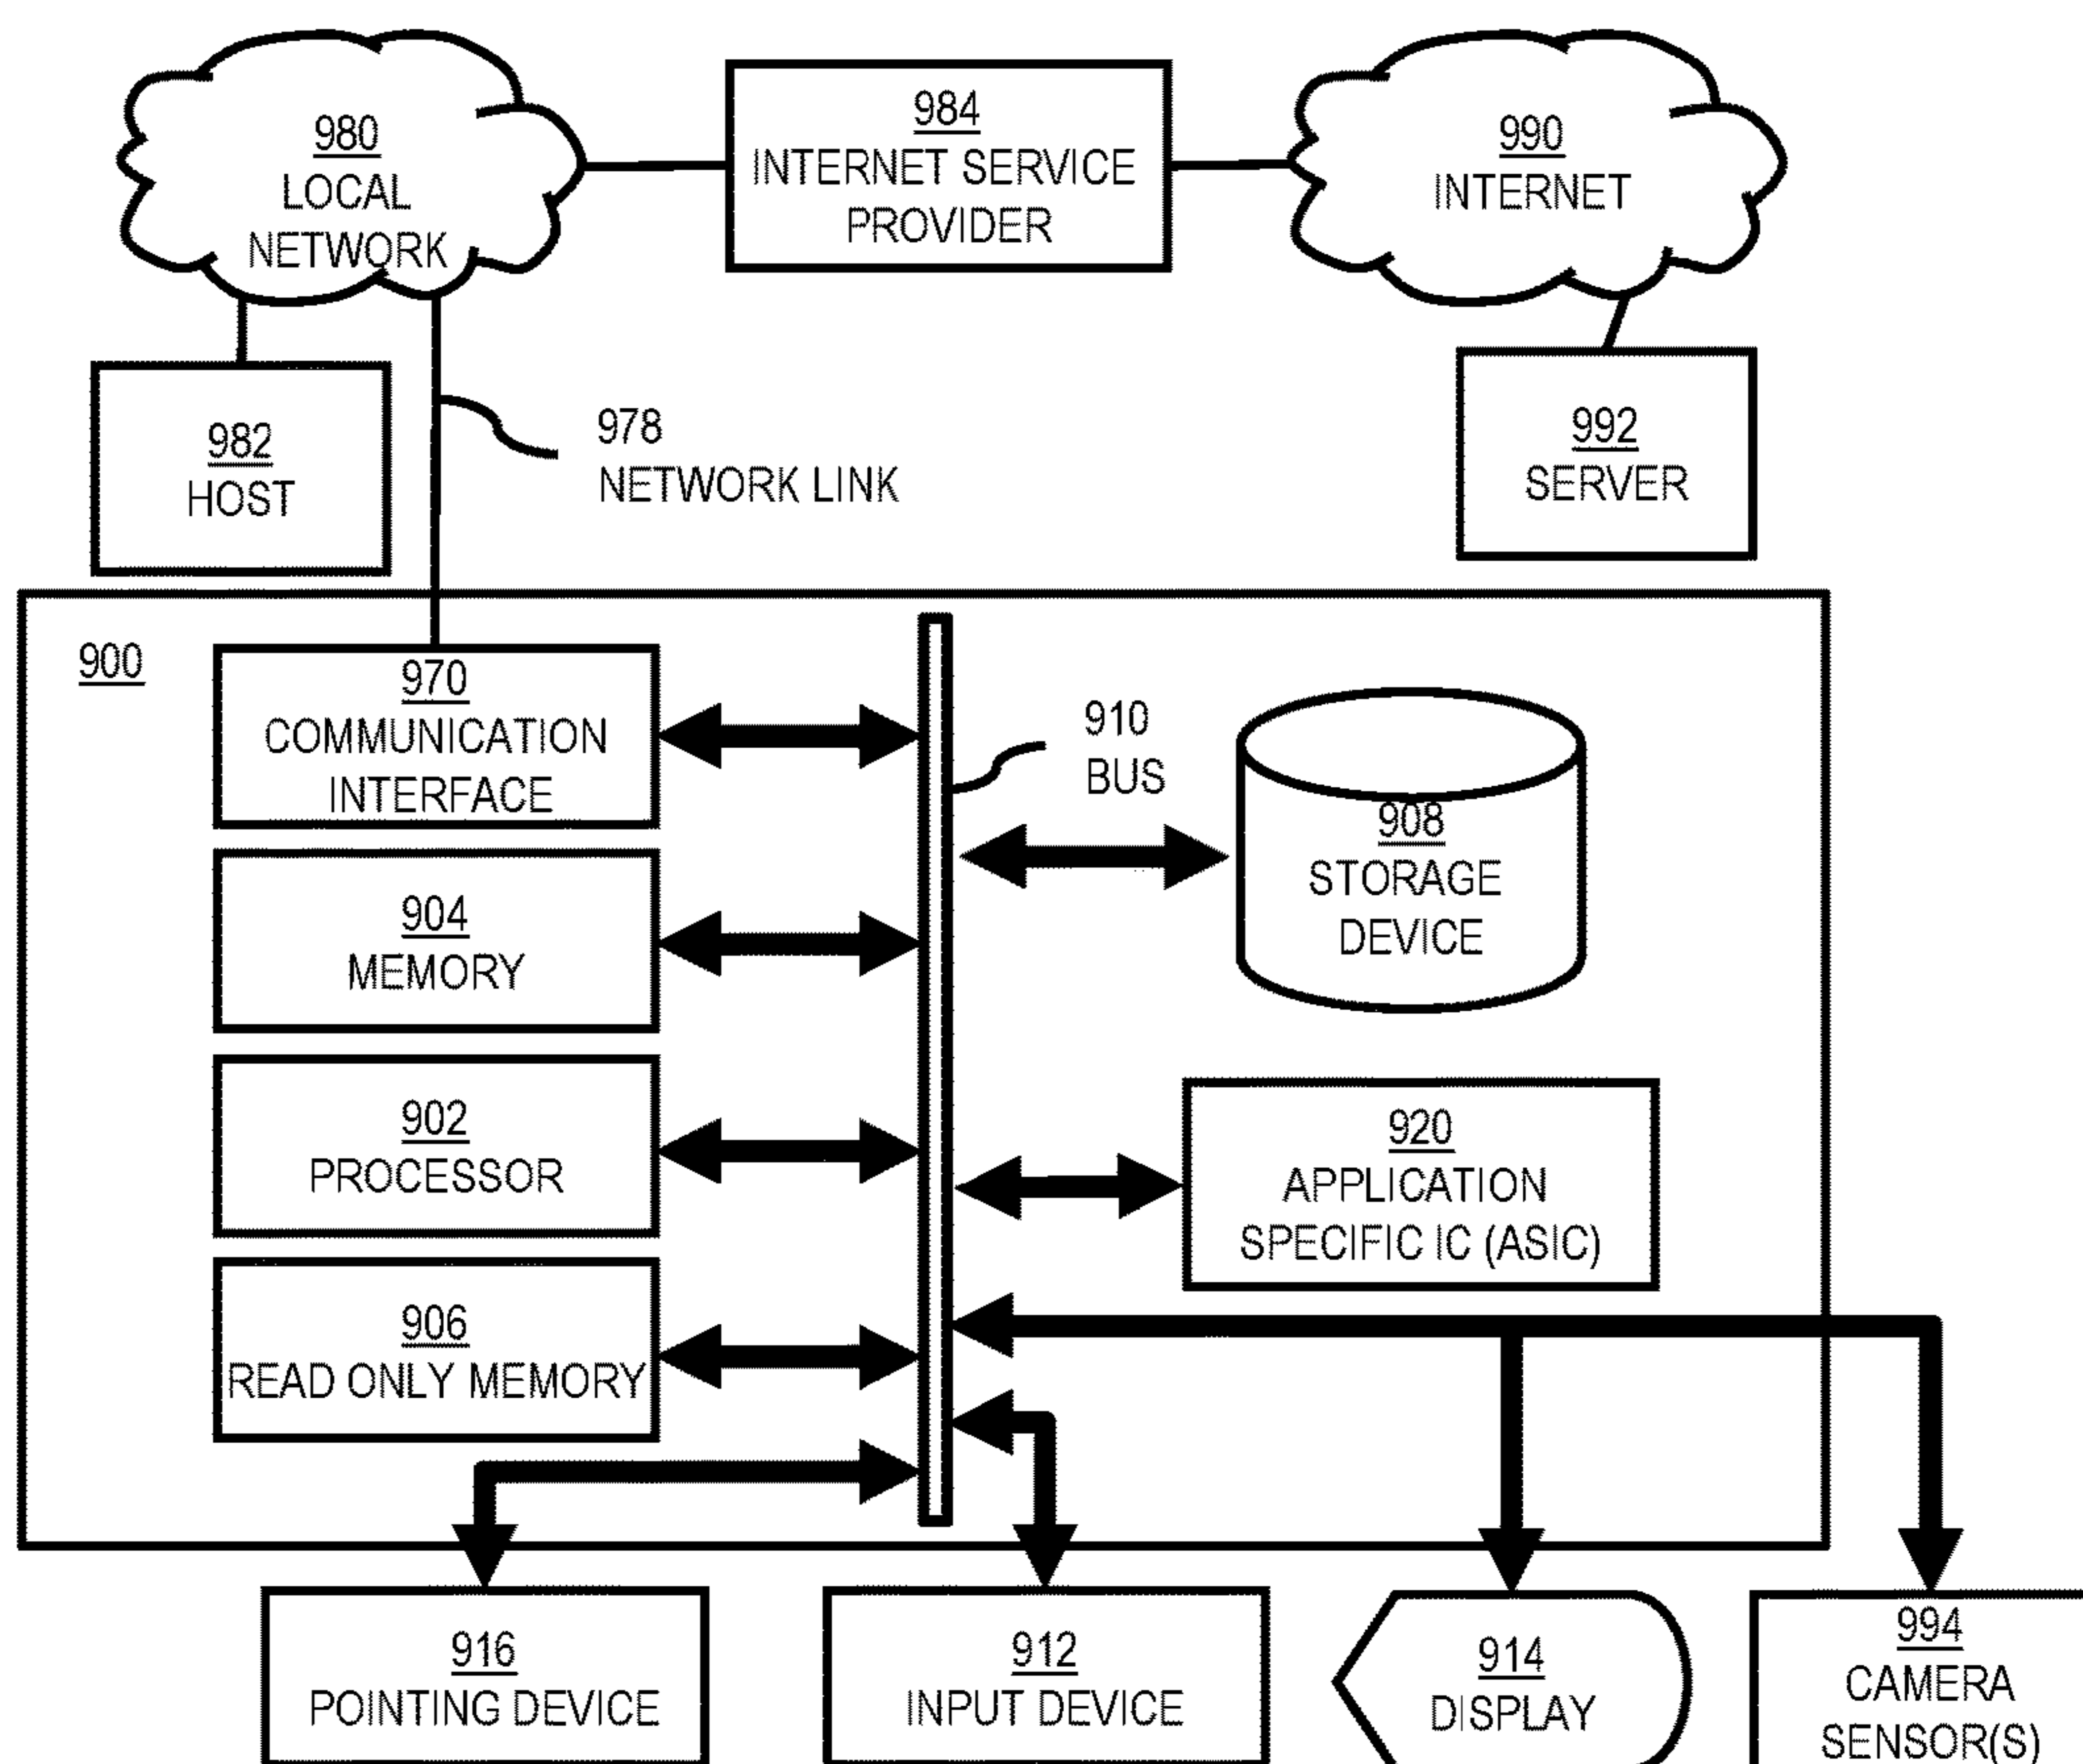 980
LOCAL
NETWORK
984
INTERNET SERVICE
PROVIDER
990
INTERNET
982
HOST
978
NETWORK LINK
992
SERVER
900
970
COMMUNICATION
INTERFACE
910
BUS
908
STORAGE
DEVICE
904
MEMORY
902
PROCESSOR
920
APPLICATION
SPECIFIC IC (ASIC)
906
READ ONLY MEMORY
916
POINTING DEVICE
912
INPUT DEVICE
914
DISPLAY
994
CAMERA
SENSOR(S)